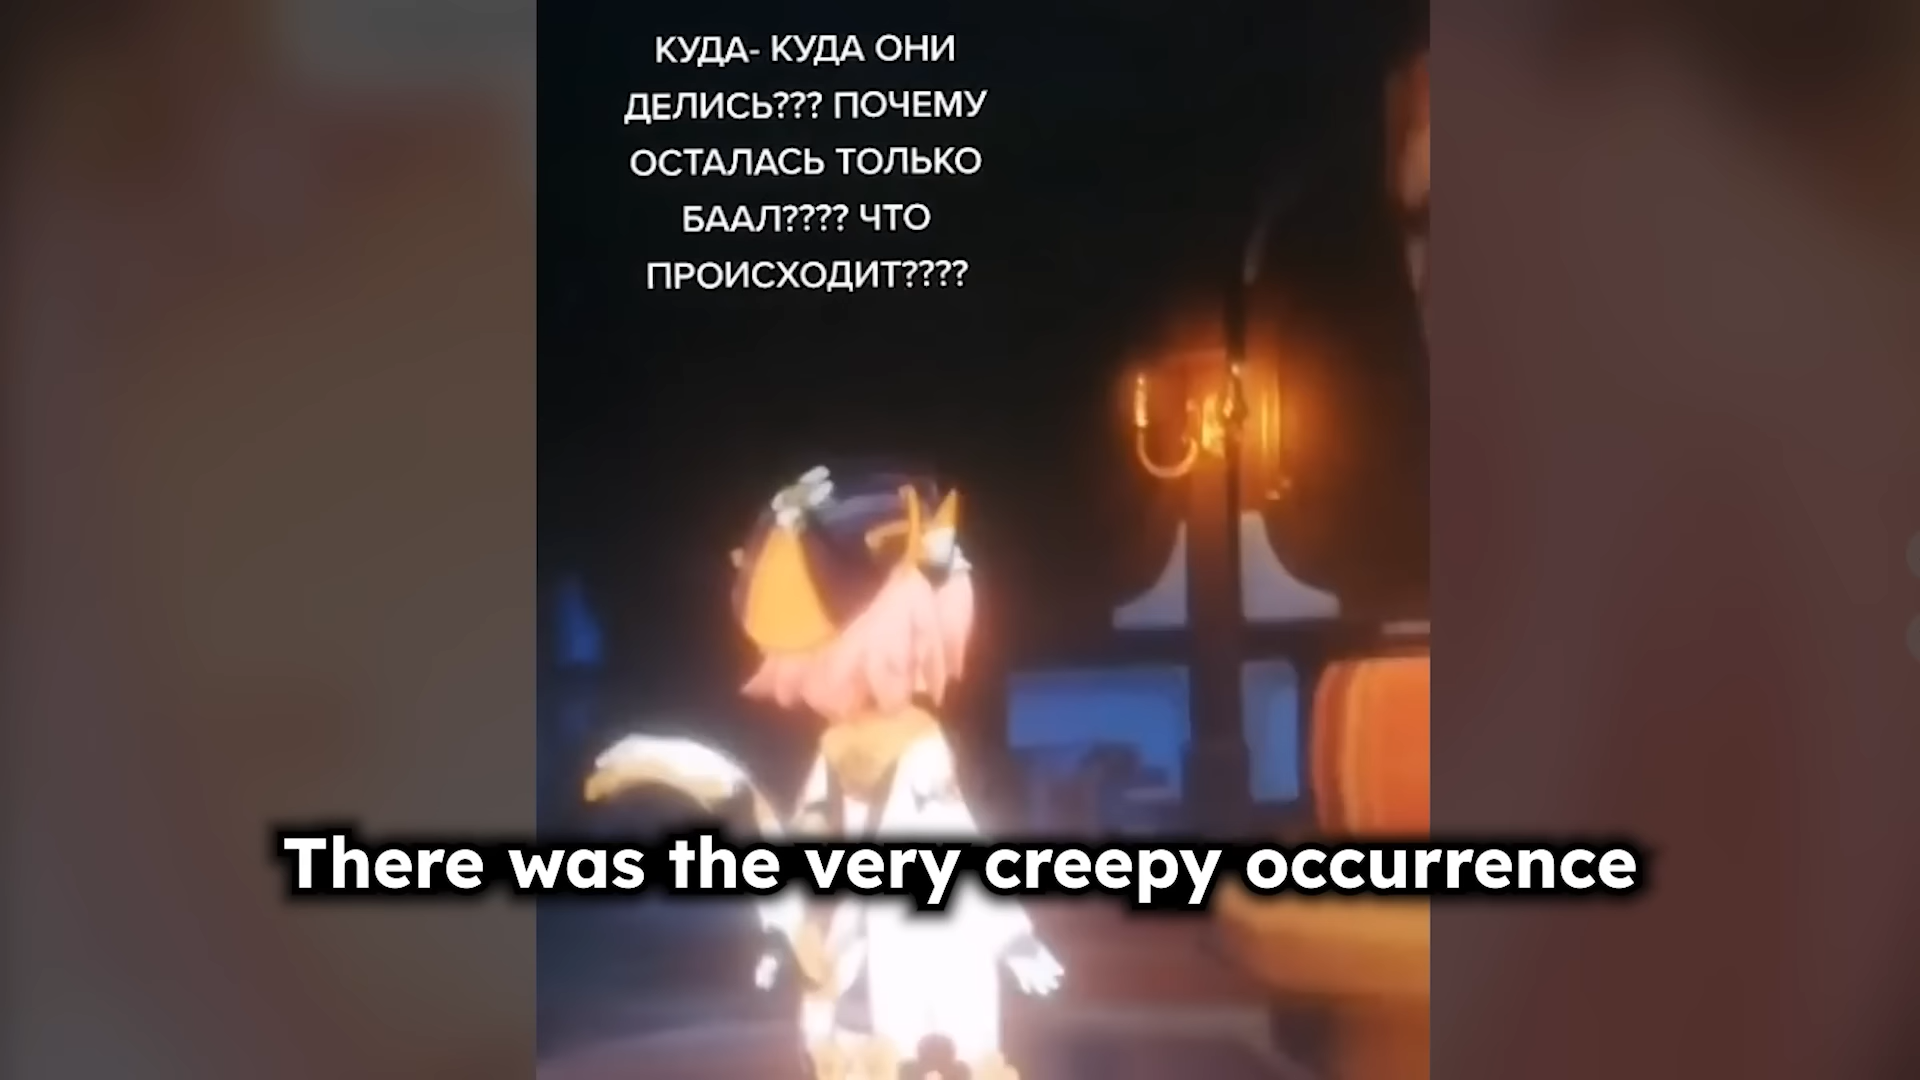 КУДА- КУДА ОНИ
ДЕЛИСЬ??? ПОЧЕМУ
ОСТАЛАСЬ ТОЛЬКО
БААЛ???? ЧТО
ПРОИСХОДИТ????
There was the very creepy occurrence